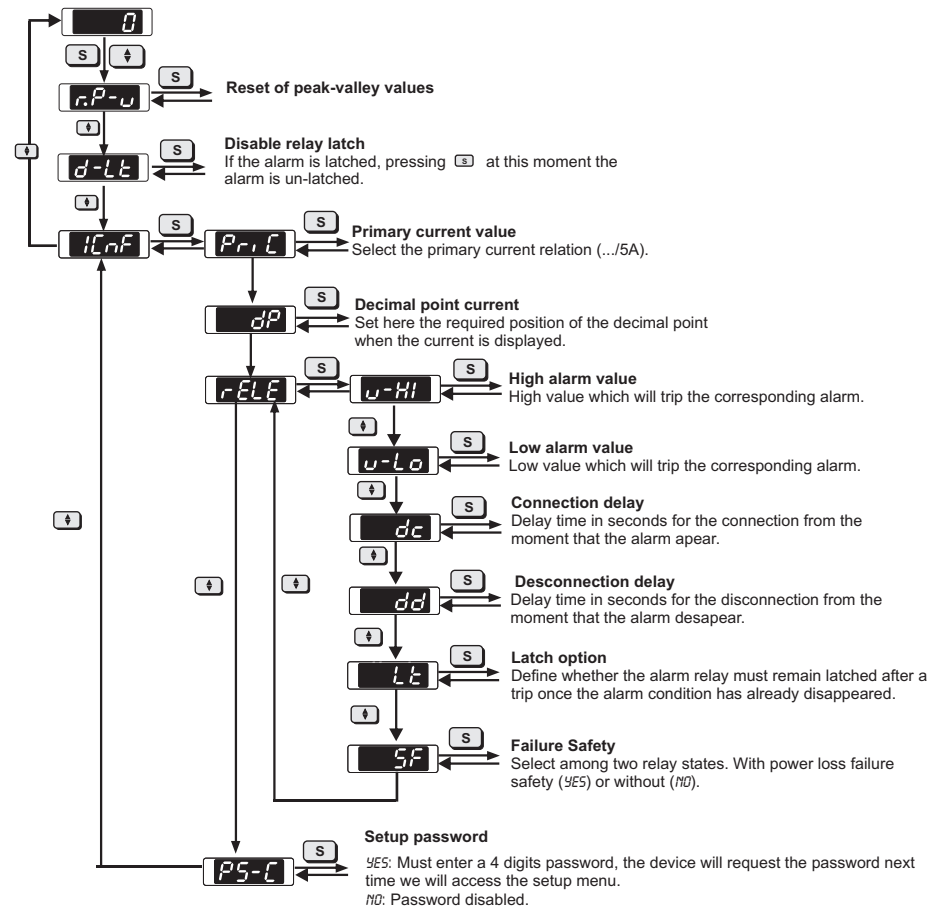 0
S
r.P-u
S
Reset of peak-valley values
d-Lt
S
Disable relay latch
If the alarm is latched, pressing S at this moment the
alarm is un-latched.
1CnF
S
Pri C
S
Primary current value
Select the primary current relation (.../5A).
dP
S
Decimal point current
Set here the required position of the decimal point
when the current is displayed.
rELE
S
u-HI
S
High alarm value
High value which will trip the corresponding alarm.
u-Lo
S
Low alarm value
Low value which will trip the corresponding alarm.
dc
S
Connection delay
Delay time in seconds for the connection from the
moment that the alarm apear.
dd
S
Desconnection delay
Delay time in seconds for the disconnection from the
moment that the alarm desapear.
Lt
S
Latch option
Define whether the alarm relay must remain latched after a
trip once the alarm condition has already disappeared.
SF
S
Failure Safety
Select among two relay states. With power loss failure
safety (YES) or without (NO).
PS-C
S
Setup password
YES: Must enter a 4 digits password, the device will request the password next
time we will access the setup menu.
NO: Password disabled.